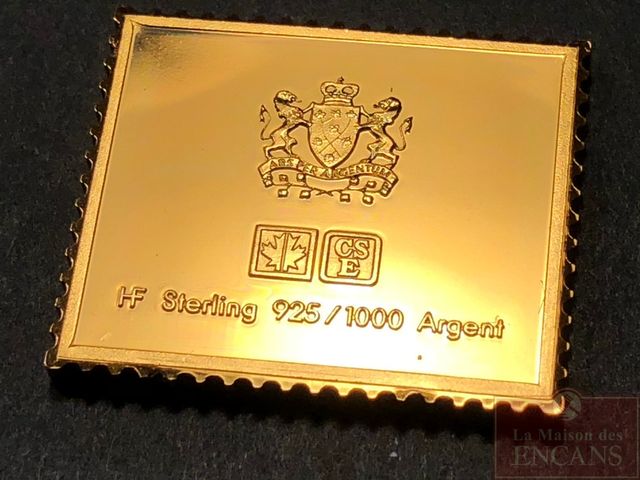 ARS PER ARGENTUM
CS
E
HF Sterling 925/1000 Argent
La Maison des
ENCANS